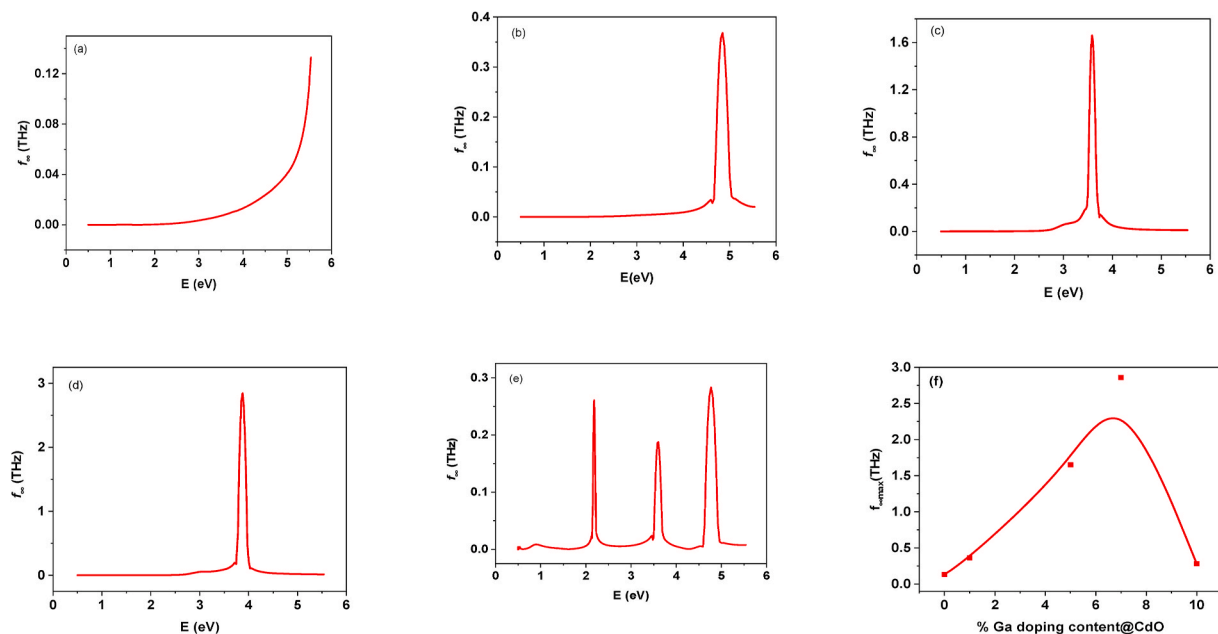 (a)
0.12
0.08
0.04
0.00
f∞ (THz)
0 1 2 3 4 5 6
E (eV)
(b)
0.4
0.3
0.2
0.1
0.0
f∞ (THz)
0 1 2 3 4 5 6
E(eV)
(c)
1.6
1.2
0.8
0.4
0.0
f∞ (THz)
0 1 2 3 4 5 6
E (eV)
(d)
3
2
1
0
f∞ (THz)
0 1 2 3 4 5 6
E (eV)
(e)
0.3
0.2
0.1
0.0
f∞ (THz)
0 1 2 3 4 5 6
E (eV)
(f)
3.0
2.5
2.0
1.5
1.0
0.5
0.0
f∞max(THz)
0 2 4 6 8 10
% Ga doping content@CdO